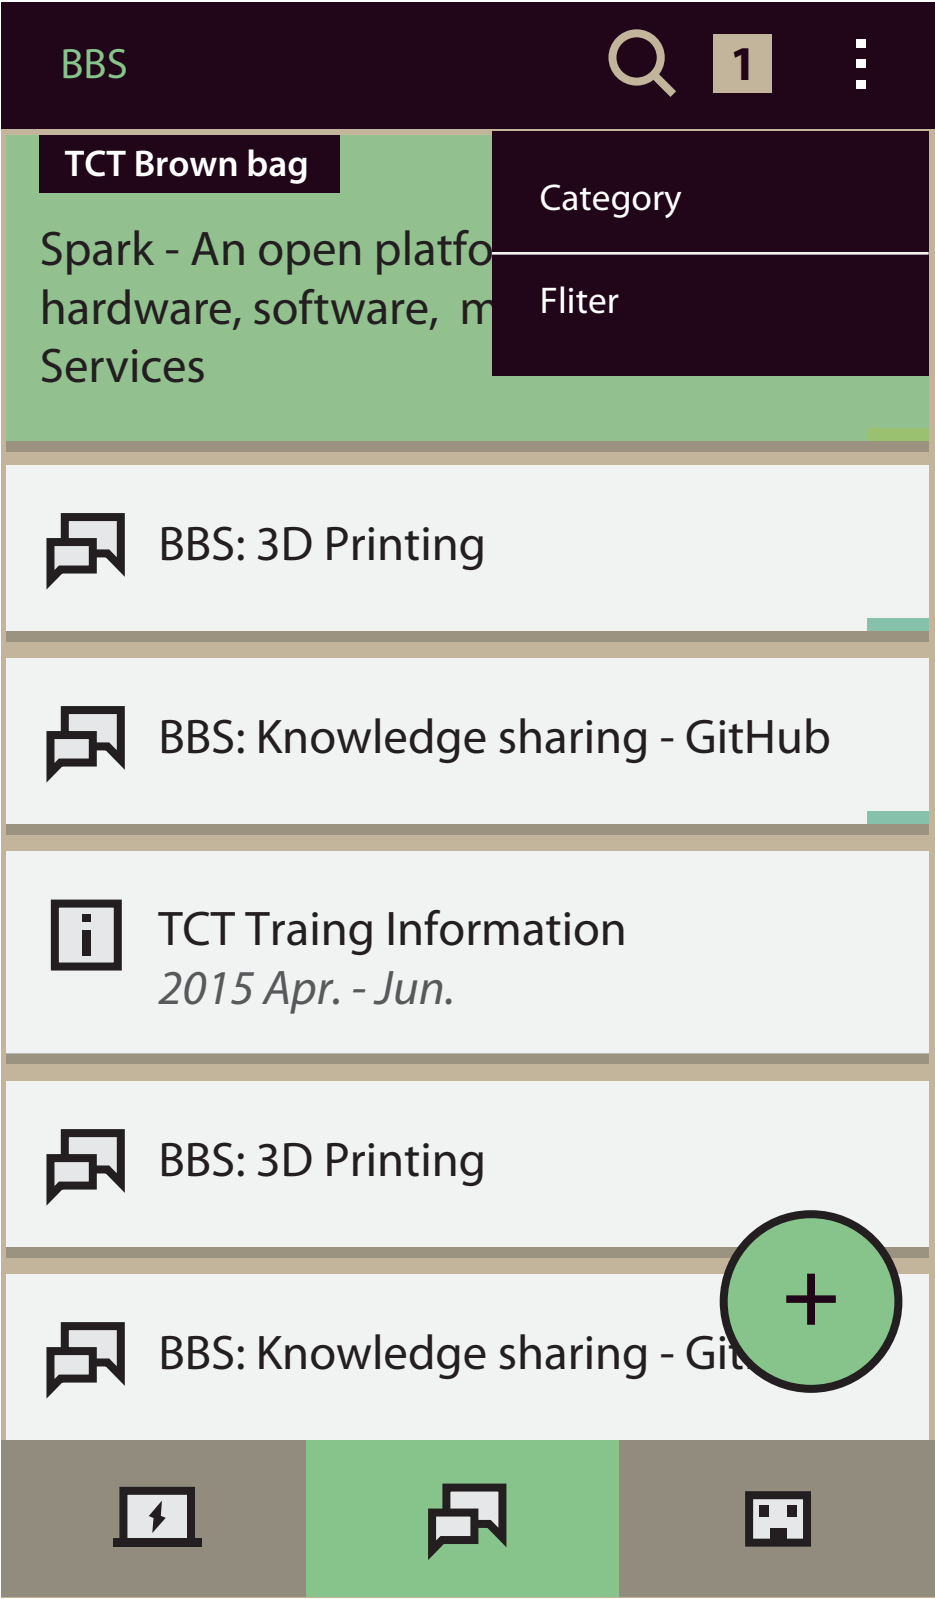 BBS
1
TCT Brown bag
Category
Spark - An open platfo
Fliter
hardware, software, m
Services
BBS: 3D Printing
BBS: Knowledge sharing - GitHub
TCT Traing Information
2015 Apr. - Jun.
BBS: 3D Printing
BBS: Knowledge sharing - Git